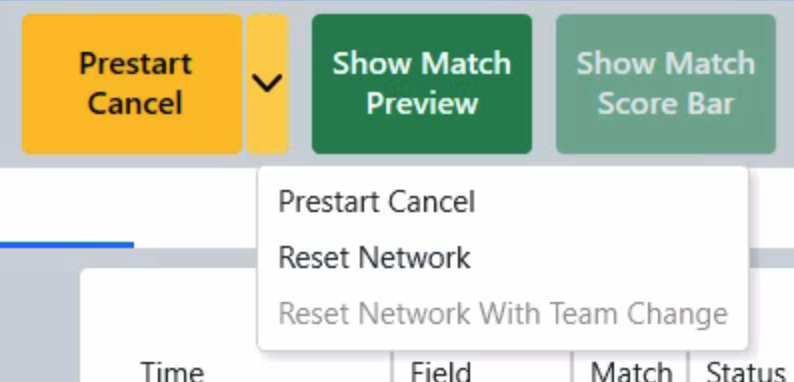 Prestart
Cancel
Show Match
Preview
Show Match
Score Bar
Prestart Cancel
Reset Network
Reset Network With Team Change
Time Field Match Status